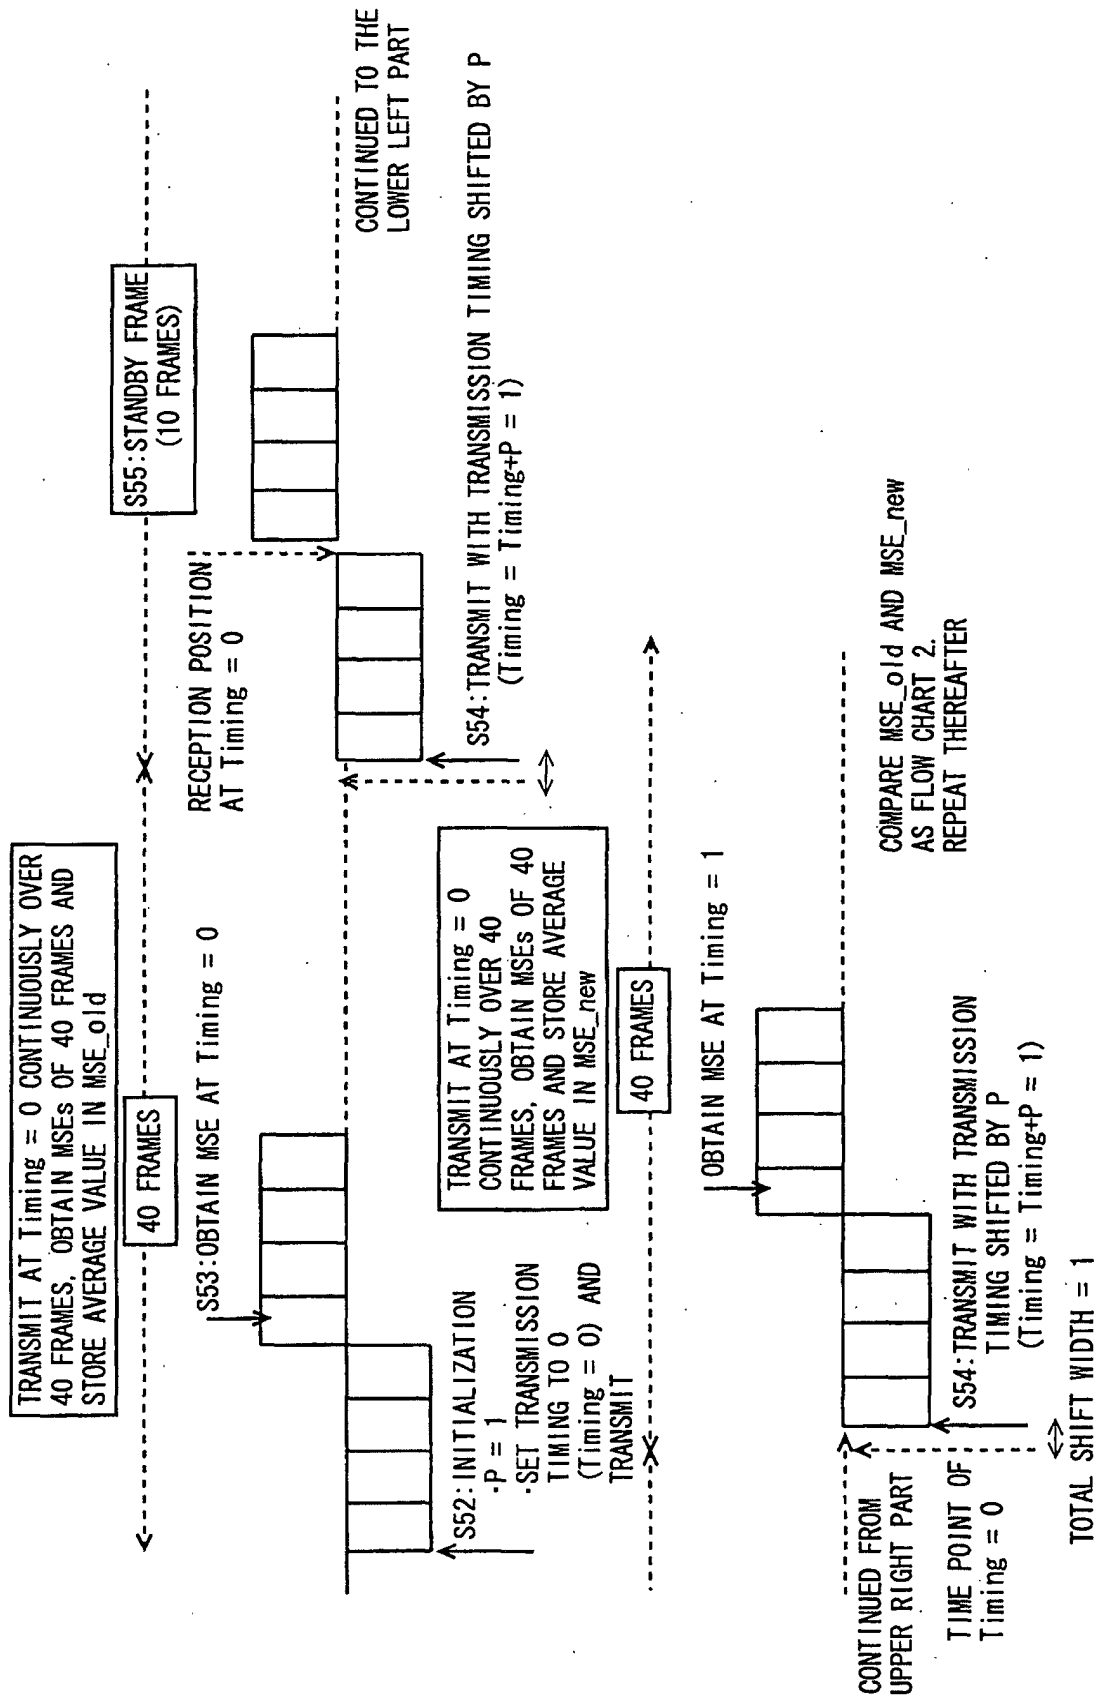 TRANSMIT AT Timing = 0 CONTINUOUSLY OVER
40 FRAMES, OBTAIN MSEs OF 40 FRAMES AND
STORE AVERAGE VALUE IN MSE_old
40 FRAMES
S55:STANDBY FRAME
(10 FRAMES)
S53:OBTAIN MSE AT Timing = 0
RECEPTION POSITION
AT Timing = 0
CONTINUED TO THE
LOWER LEFT PART
S52:INITIALIZATION
·P = 1
·SET TRANSMISSION
TIMING TO 0
(Timing = 0) AND
TRANSMIT
S54:TRANSMIT WITH TRANSMISSION TIMING SHIFTED BY P
(Timing = Timing+P = 1)
TRANSMIT AT Timing = 0
CONTINUOUSLY OVER 40
FRAMES, OBTAIN MSEs OF 40
FRAMES AND STORE AVERAGE
VALUE IN MSE_new
40 FRAMES
OBTAIN MSE AT Timing = 1
CONTINUED FROM
UPPER RIGHT PART
TIME POINT OF
Timing = 0
S54:TRANSMIT WITH TRANSMISSION
TIMING SHIFTED BY P
(Timing = Timing+P = 1)
TOTAL SHIFT WIDTH = 1
COMPARE MSE_old AND MSE_new
AS FLOW CHART 2.
REPEAT THEREAFTER